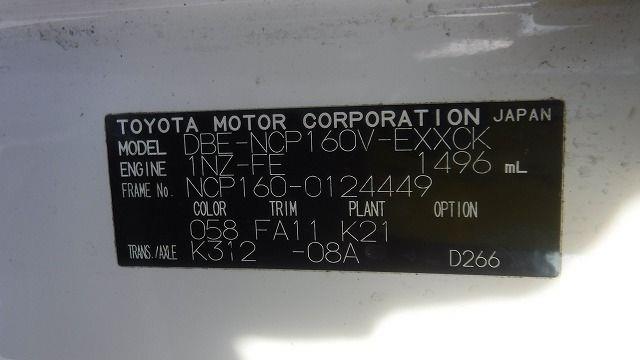 TOYOTA MOTOR CORPORATION JAPAN
MODEL DBE-NCP160V-EXXCK
ENGINE 1NZ-FE 1496 mL
FRAME No. NCP160-0124449
COLOR TRIM PLANT OPTION
058 FA11 K21
TRANS./AXLE K312 -08A D266